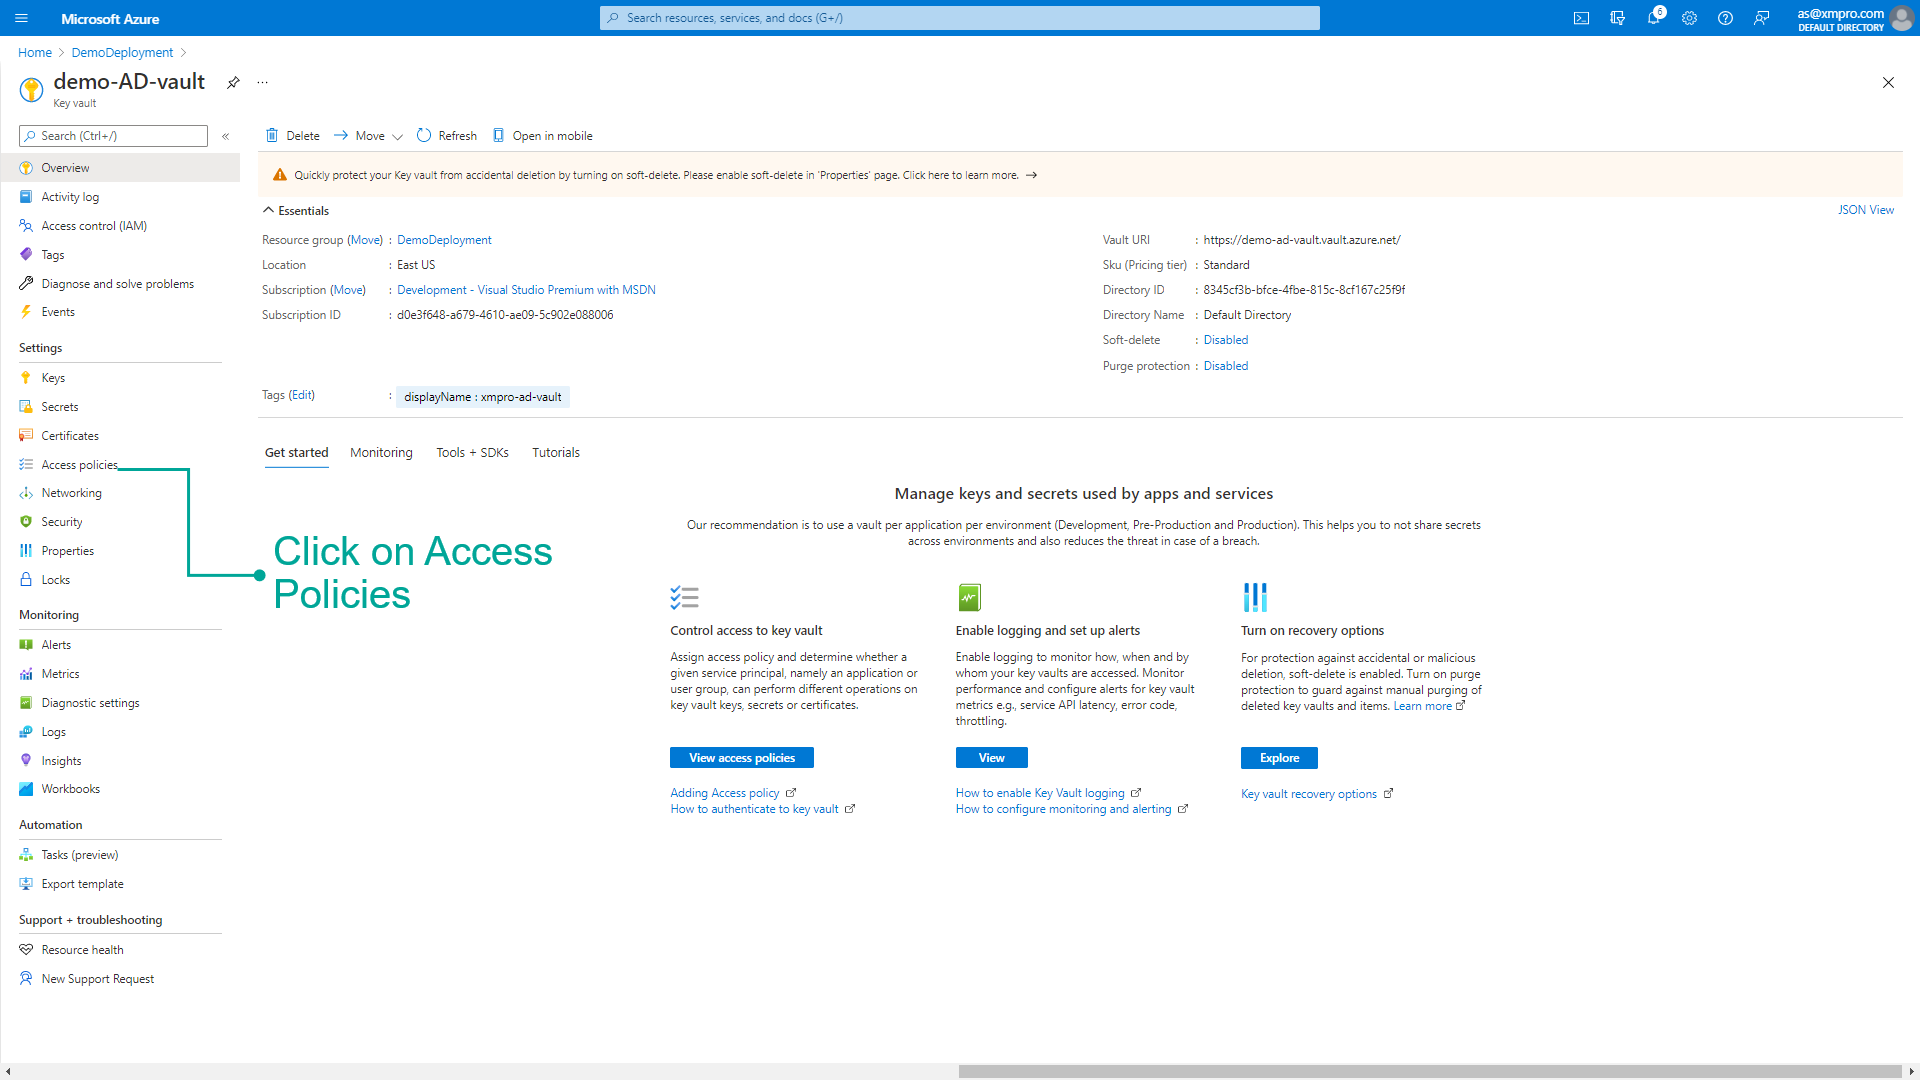 Microsoft Azure
Search resources, services, and docs (G+/)
6
as@xmpro.com
DEFAULT DIRECTORY
Home > DemoDeployment >
demo-AD-vault
...
Key vault
Search (Ctrl+/)
«
Overview
Activity log
Access control (IAM)
Tags
Diagnose and solve problems
Events
Settings
Keys
Secrets
Certificates
Access policies
Networking
Security
Properties
Locks
Monitoring
Alerts
Metrics
Diagnostic settings
Logs
Insights
Workbooks
Automation
Tasks (preview)
Export template
Support + troubleshooting
Resource health
New Support Request
Delete Move Refresh Open in mobile
Quickly protect your Key vault from accidental deletion by turning on soft-delete. Please enable soft-delete in 'Properties' page. Click here to learn more. →
Essentials
JSON View
Resource group (Move) : DemoDeployment
Location : East US
Subscription (Move) : Development - Visual Studio Premium with MSDN
Subscription ID : d0e3f648-a679-4610-ae09-5c902e088006
Vault URI : https://demo-ad-vault.vault.azure.net/
Sku (Pricing tier) : Standard
Directory ID : 8345cf3b-bfce-4fbe-815c-8cf167c25f9f
Directory Name : Default Directory
Soft-delete : Disabled
Purge protection : Disabled
Tags (Edit) : displayName : xmpro-ad-vault
Get started Monitoring Tools + SDKs Tutorials
Click on Access
Policies
Manage keys and secrets used by apps and services
Our recommendation is to use a vault per application per environment (Development, Pre-Production and Production). This helps you to not share secrets
across environments and also reduces the threat in case of a breach.
Control access to key vault
Assign access policy and determine whether a
given service principal, namely an application or
user group, can perform different operations on
key vault keys, secrets or certificates.
View access policies
Adding Access policy
How to authenticate to key vault
Enable logging and set up alerts
Enable logging to monitor how, when and by
whom your key vaults are accessed. Monitor
performance and configure alerts for key vault
metrics e.g., service API latency, error code,
throttling.
View
How to enable Key Vault logging
How to configure monitoring and alerting
Turn on recovery options
For protection against accidental or malicious
deletion, soft-delete is enabled. Turn on purge
protection to guard against manual purging of
deleted key vaults and items. Learn more
Explore
Key vault recovery options